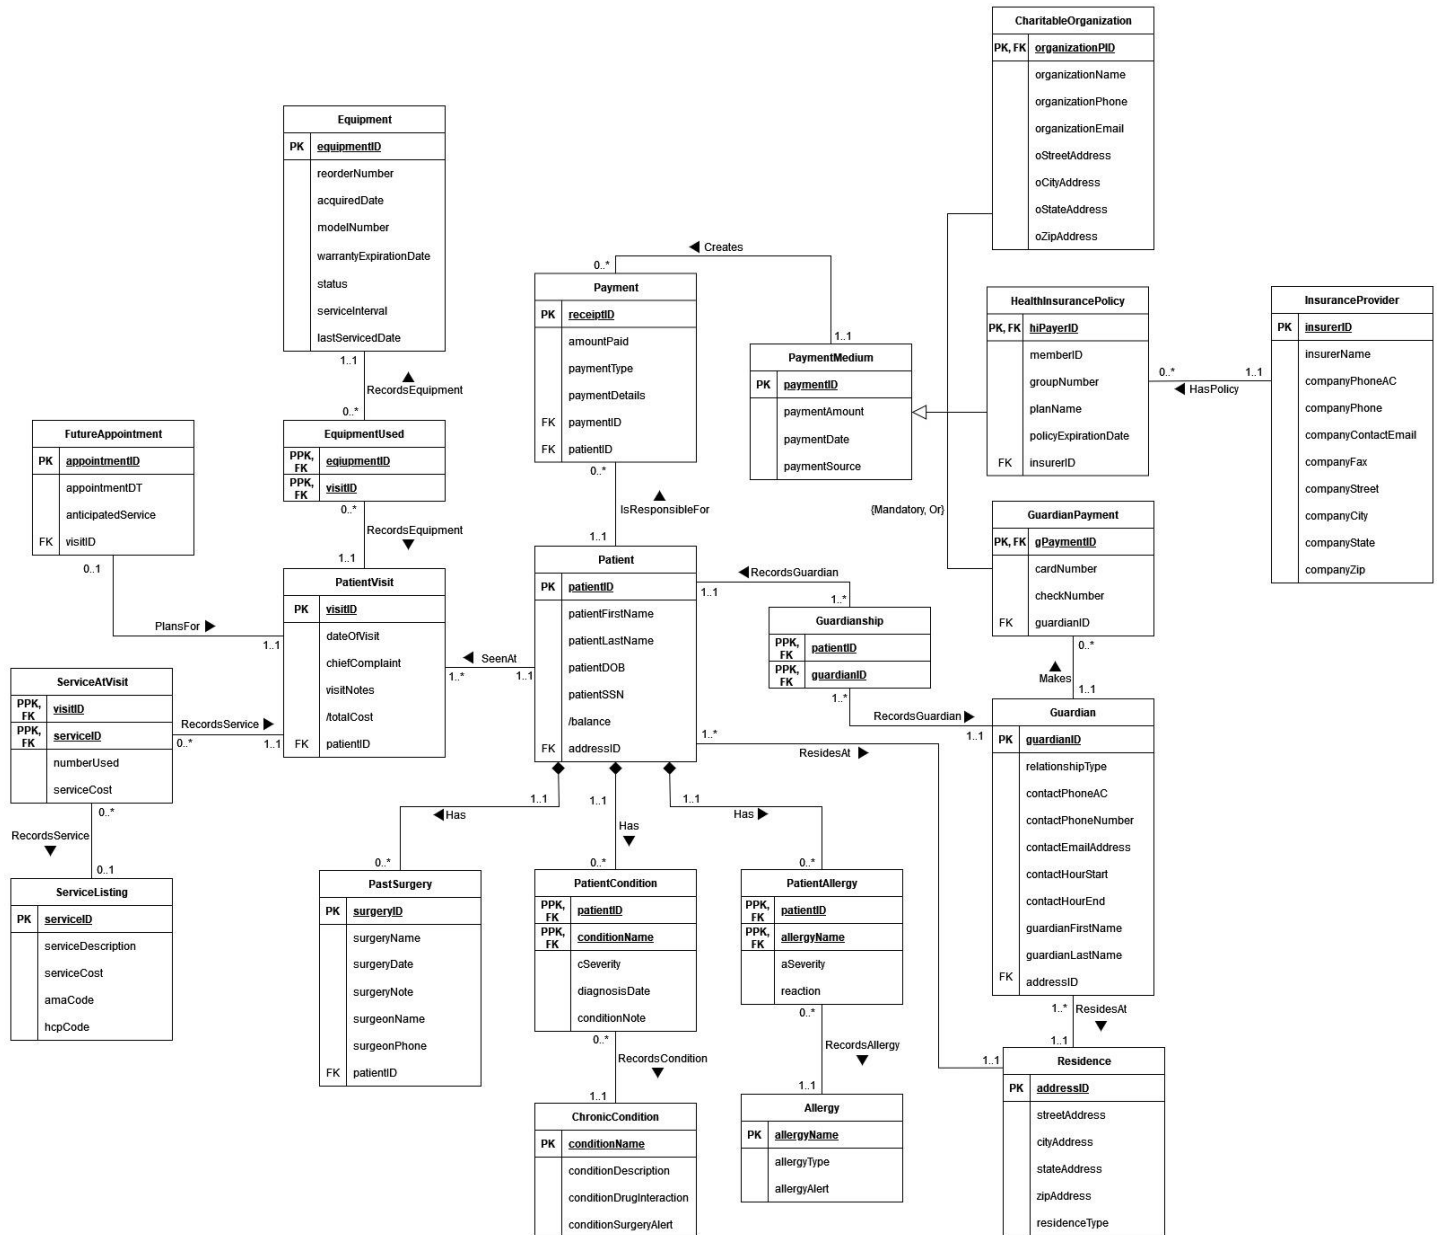 CharitableOrganization
PK, FK organizationPID
organizationName
organizationPhone
organizationEmail
oStreetAddress
oCityAddress
oStateAddress
oZipAddress
Equipment
PK equipmentID
reorderNumber
acquiredDate
modelNumber
warrantyExpirationDate
status
serviceInterval
lastServicedDate
1..1
RecordsEquipment
0..*
Creates
0..*
1..1
Payment
PK receiptID
amountPaid
paymentType
paymentDetails
FK paymentID
FK patientID
0..*
IsResponsibleFor
1..1
PaymentMedium
PK paymentID
paymentAmount
paymentDate
paymentSource
HealthInsurancePolicy
PK, FK hiPayerID
memberID
groupNumber
planName
policyExpirationDate
FK insurerID
0..*
1..1
HasPolicy
InsuranceProvider
PK insurerID
insurerName
companyPhoneAC
companyPhone
companyContactEmail
companyFax
companyStreet
companyCity
companyState
companyZip
FutureAppointment
PK appointmentID
appointmentDT
anticipatedService
FK visitID
0..1
PlansFor
1..1
EquipmentUsed
PPK, FK eqiupmentID
PPK, FK visitID
0..*
RecordsEquipment
1..1
{Mandatory, Or}
GuardianPayment
PK, FK gPaymentID
cardNumber
checkNumber
FK guardianID
0..*
Makes
1..1
PatientVisit
PK visitID
dateOfVisit
chiefComplaint
visitNotes
/totalCost
FK patientID
SeenAt
1..*
1..1
Patient
PK patientID
patientFirstName
patientLastName
patientDOB
patientSSN
/balance
FK addressID
RecordsGuardian
1..1
1..*
Guardianship
PPK, FK patientID
PPK, FK guardianID
1..*
RecordsGuardian
1..1
1..*
ResidesAt
ServiceAtVisit
PPK, FK visitID
PPK, FK serviceID
numberUsed
serviceCost
RecordsService
0..*
1..1
0..*
RecordsService
0..1
ServiceListing
PK serviceID
serviceDescription
serviceCost
amaCode
hcpCode
Guardian
PK guardianID
relationshipType
contactPhoneAC
contactPhoneNumber
contactEmailAddress
contactHourStart
contactHourEnd
guardianFirstName
guardianLastName
FK addressID
1..*
ResidesAt
1..1
1..1
1..1
Has
0..*
1..1
Has
0..*
1..1
Has
0..*
PastSurgery
PK surgeryID
surgeryName
surgeryDate
surgeryNote
surgeonName
surgeonPhone
FK patientID
PatientCondition
PPK, FK patientID
PPK, FK conditionName
cSeverity
diagnosisDate
conditionNote
0..*
RecordsCondition
1..1
PatientAllergy
PPK, FK patientID
PPK, FK allergyName
aSeverity
reaction
0..*
RecordsAllergy
1..1
ChronicCondition
PK conditionName
conditionDescription
conditionDrugInteraction
conditionSurgeryAlert
Allergy
PK allergyName
allergyType
allergyAlert
Residence
PK addressID
streetAddress
cityAddress
stateAddress
zipAddress
residenceType